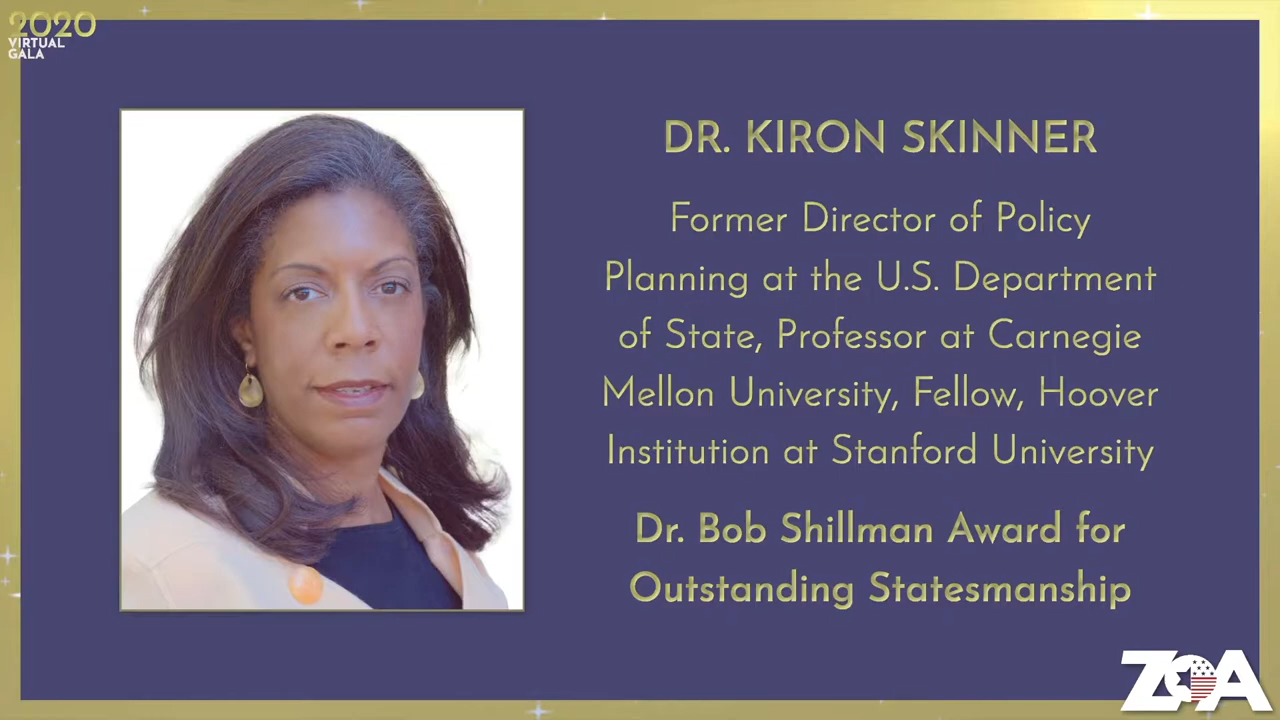 2020
VIRTUAL
GALA
DR. KIRON SKINNER
Former Director of Policy
Planning at the U.S. Department
of State, Professor at Carnegie
Mellon University, Fellow, Hoover
Institution at Stanford University
Dr. Bob Shillman Award for
Outstanding Statesmanship
ZOA